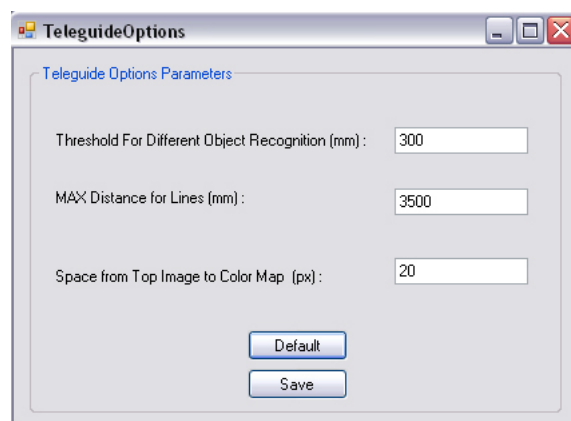 TeleguideOptions
Teleguide Options Parameters
Threshold For Different Object Recognition (mm) : 300
MAX Distance for Lines (mm) : 3500
Space from Top Image to Color Map (px) : 20
Default
Save